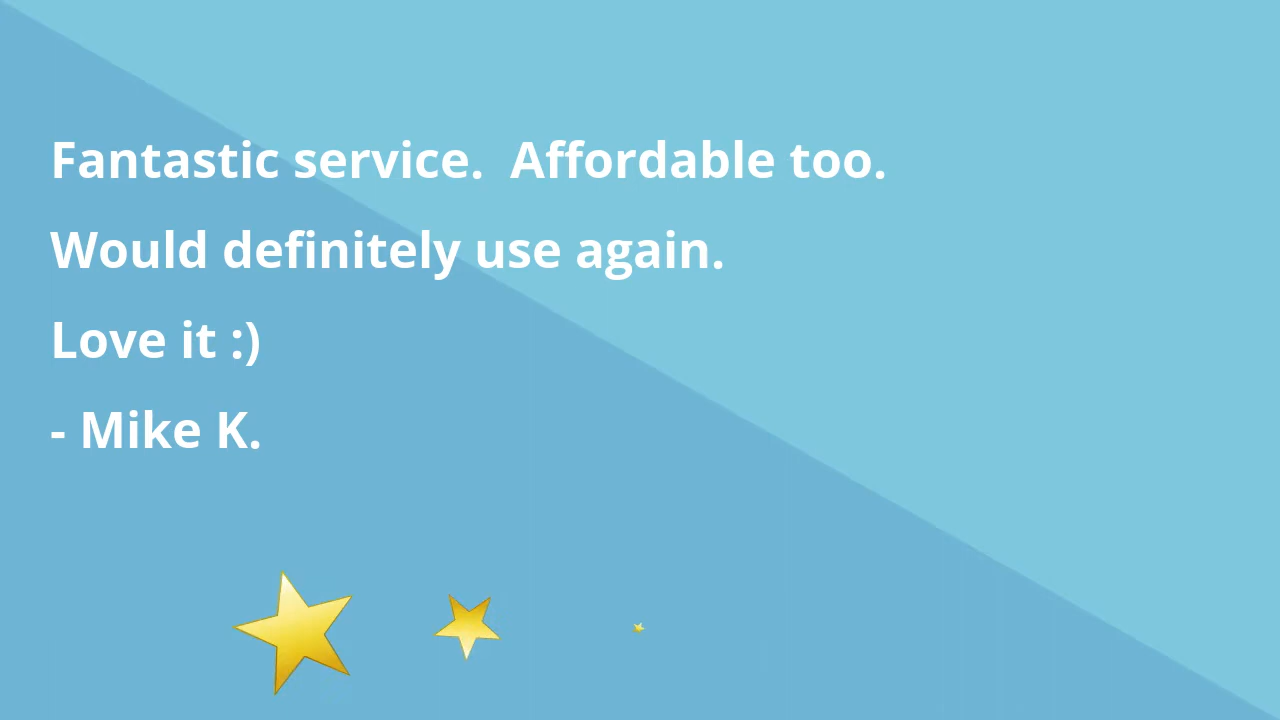 Fantastic service.  Affordable too.
Would definitely use again.
Love it :)
- Mike K.